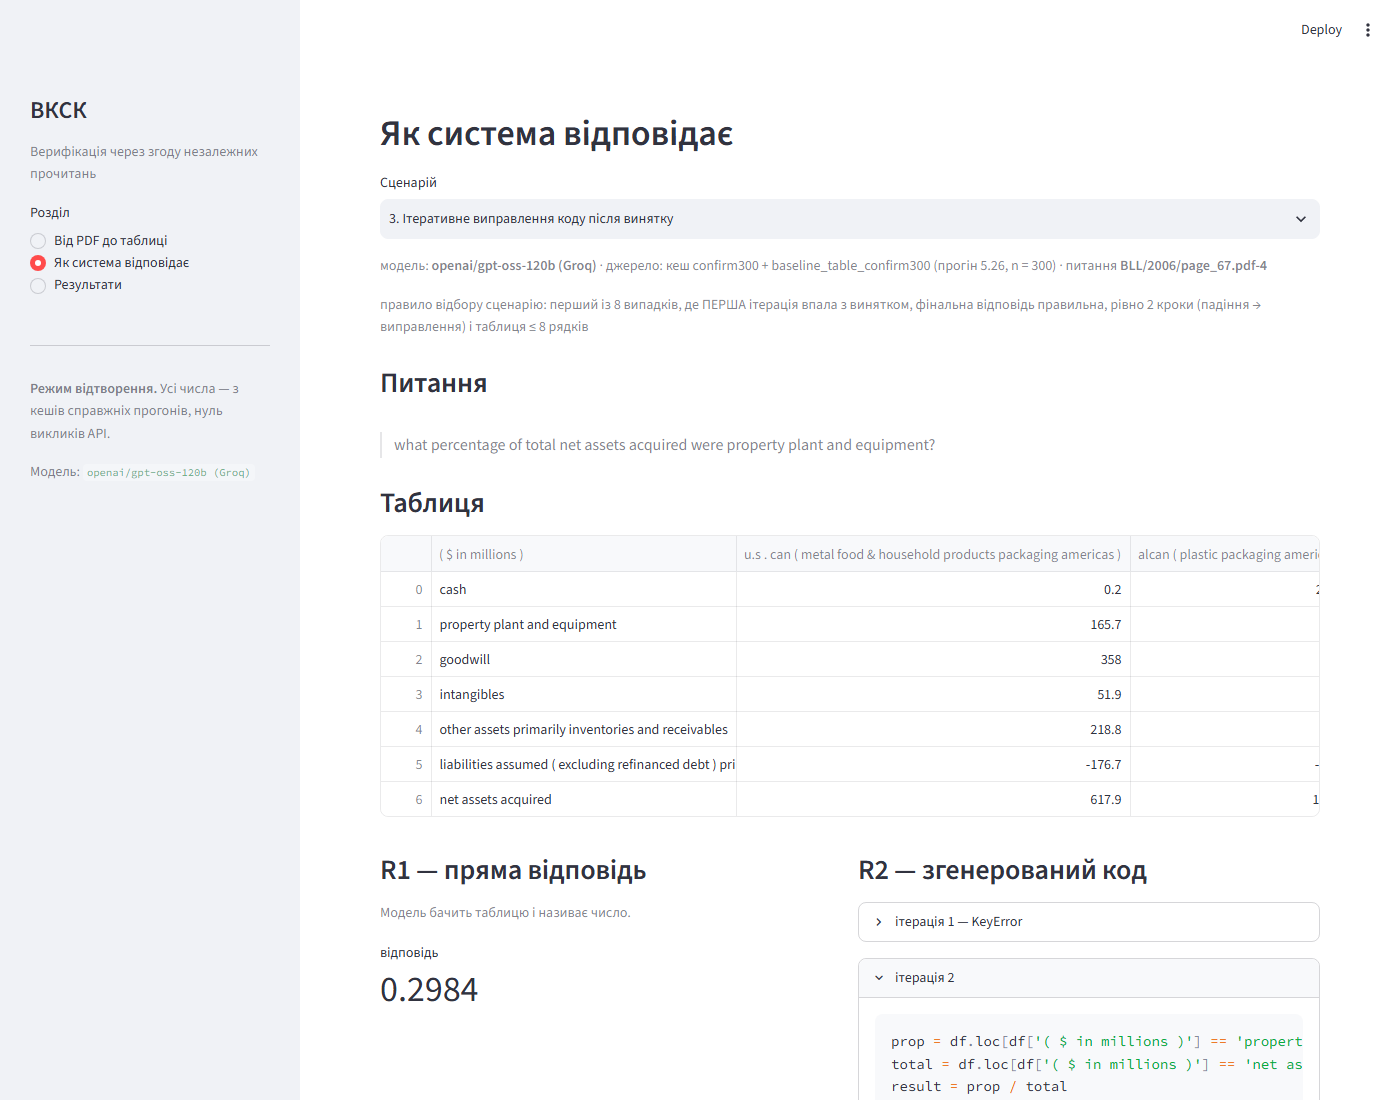 Deploy
ВКСК
Верифікація через згоду незалежних
прочитань
Розділ
Від PDF до таблиці
Як система відповідає
Результати
Режим відтворення. Усі числа — з
кешів справжніх прогонів, нуль
викликів API.
Модель: openai/gpt-oss-120b (Groq)
Як система відповідає
Сценарій
3. Ітеративне виправлення коду після винятку
модель: openai/gpt-oss-120b (Groq) · джерело: кеш confirm300 + baseline_table_confirm300 (прогін 5.26, n = 300) · питання BLL/2006/page_67.pdf-4
правило відбору сценарію: перший із 8 випадків, де ПЕРША ітерація впала з винятком, фінальна відповідь правильна, рівно 2 кроки (падіння →
виправлення) і таблиця ≤ 8 рядків
Питання
what percentage of total net assets acquired were property plant and equipment?
Таблиця
( $ in millions ) u.s . can ( metal food & household products packaging americas ) alcan ( plastic packaging ameri
0 cash 0.2 2
1 property plant and equipment 165.7
2 goodwill 358
3 intangibles 51.9
4 other assets primarily inventories and receivables 218.8
5 liabilities assumed ( excluding refinanced debt ) pri -176.7 -
6 net assets acquired 617.9 1
R1 — пряма відповідь
Модель бачить таблицю і називає число.
відповідь
0.2984
R2 — згенерований код
ітерація 1 — KeyError
ітерація 2
prop = df.loc[df['( $ in millions )'] == 'propert
total = df.loc[df['( $ in millions )'] == 'net as
result = prop / total